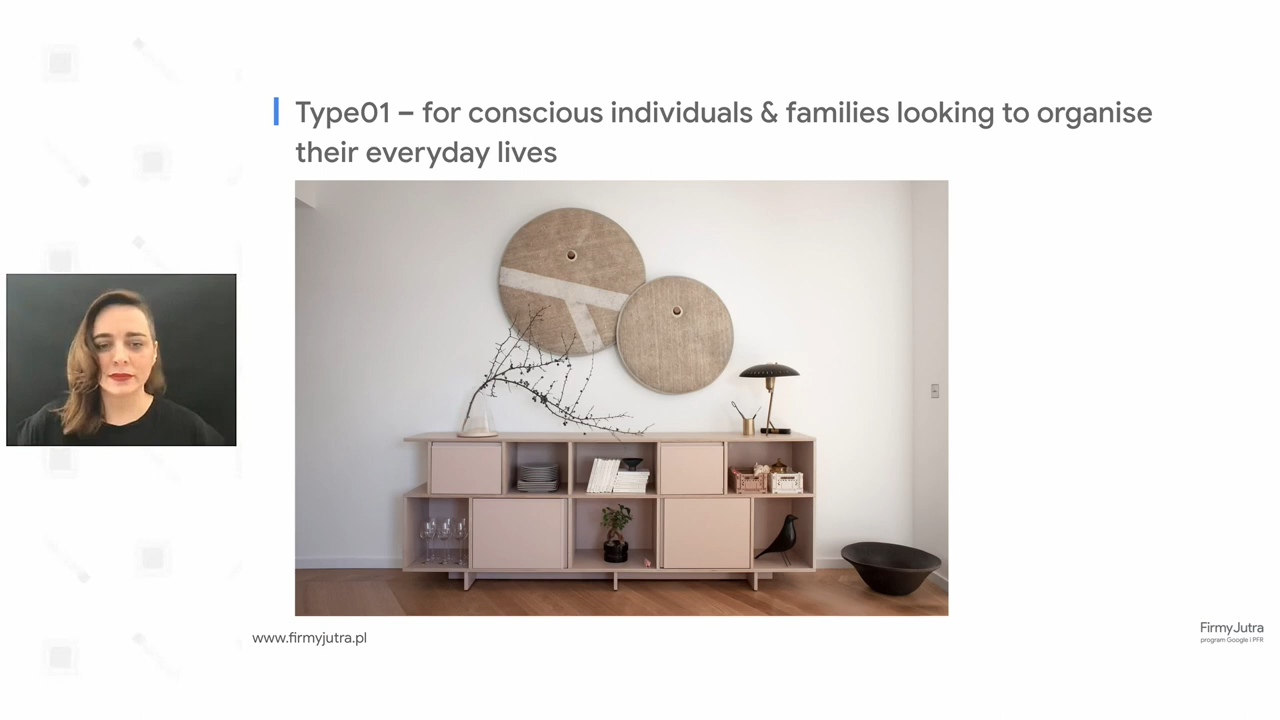 Type01 – for conscious individuals & families looking to organise
their everyday lives
www.firmyjutra.pl
FirmyJutra
program Google i PFR